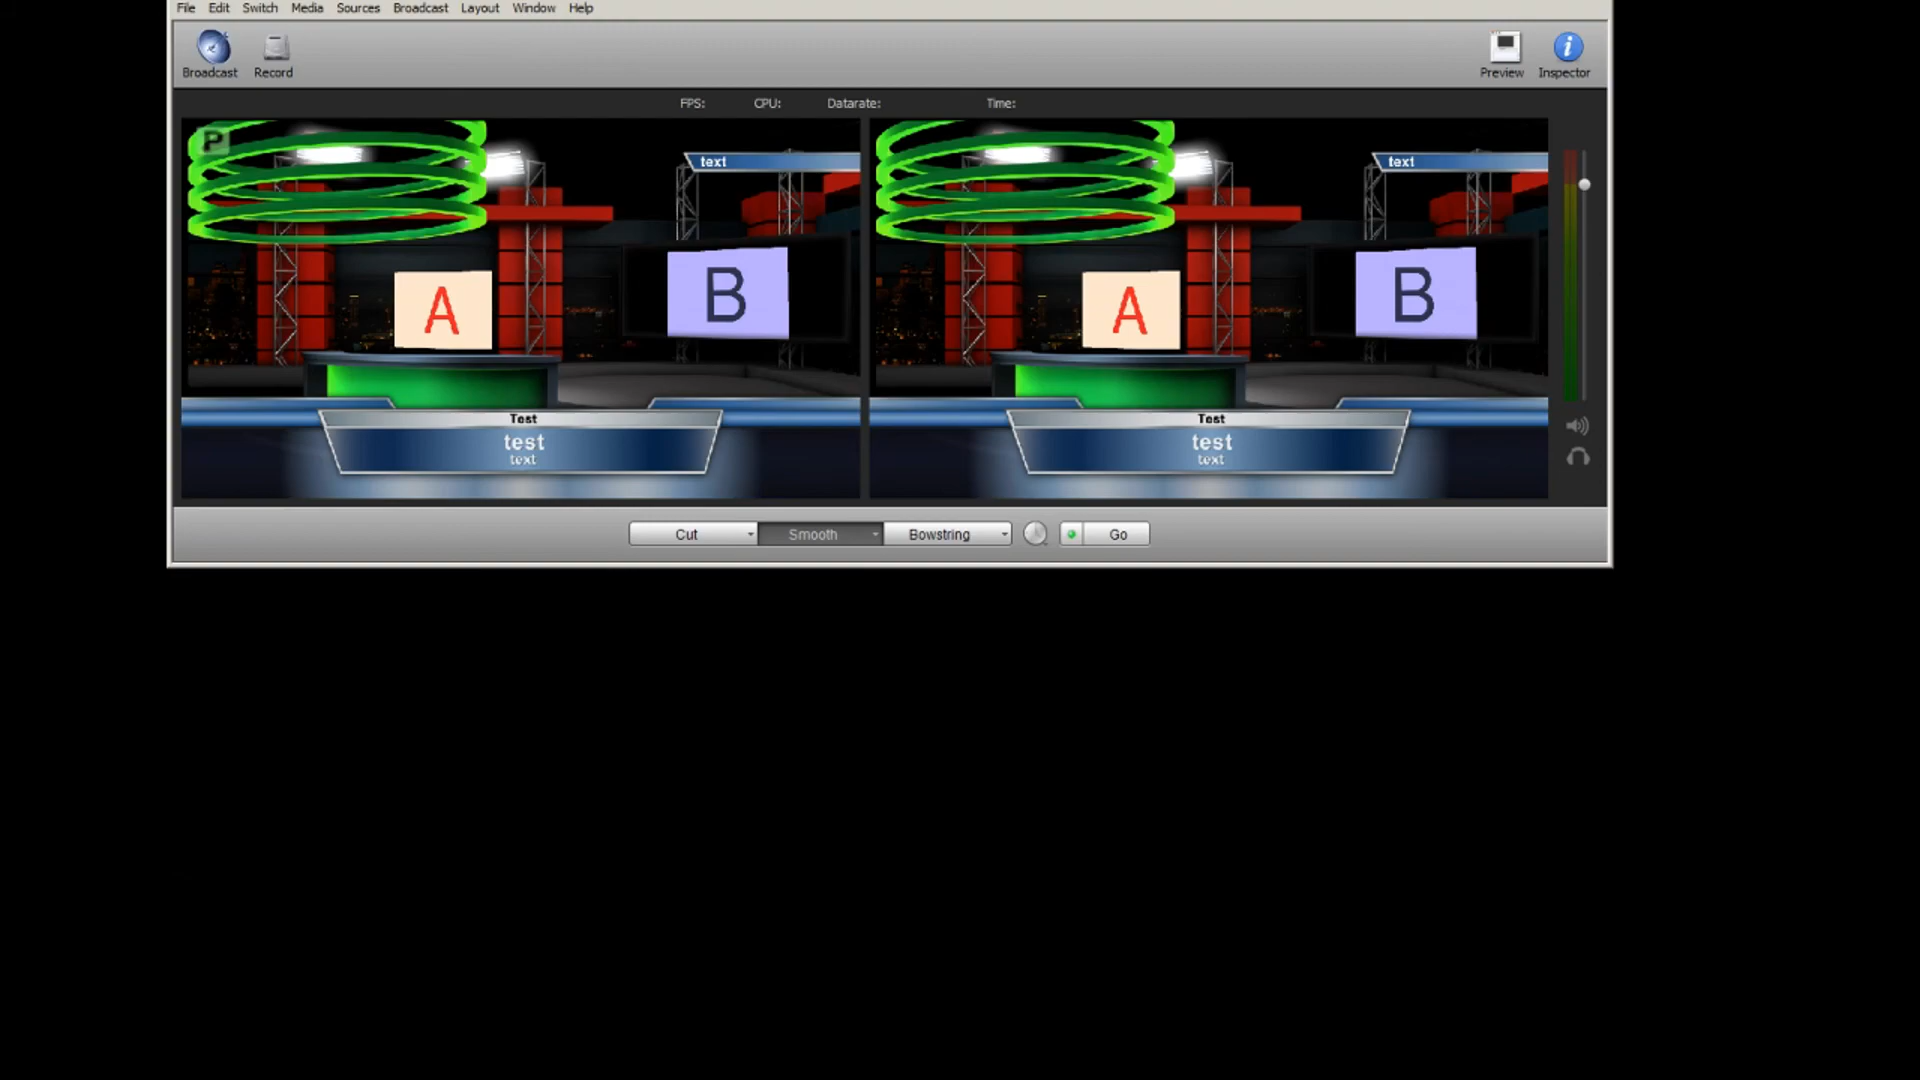 File Edit Switch Media Sources Broadcast Layout Window Help
Broadcast Record Preview Inspector
FPS: CPU: Datarate: Time:
P
text
A
B
Test
test
text
text
A
B
Test
test
text
Cut Smooth Bowstring Go